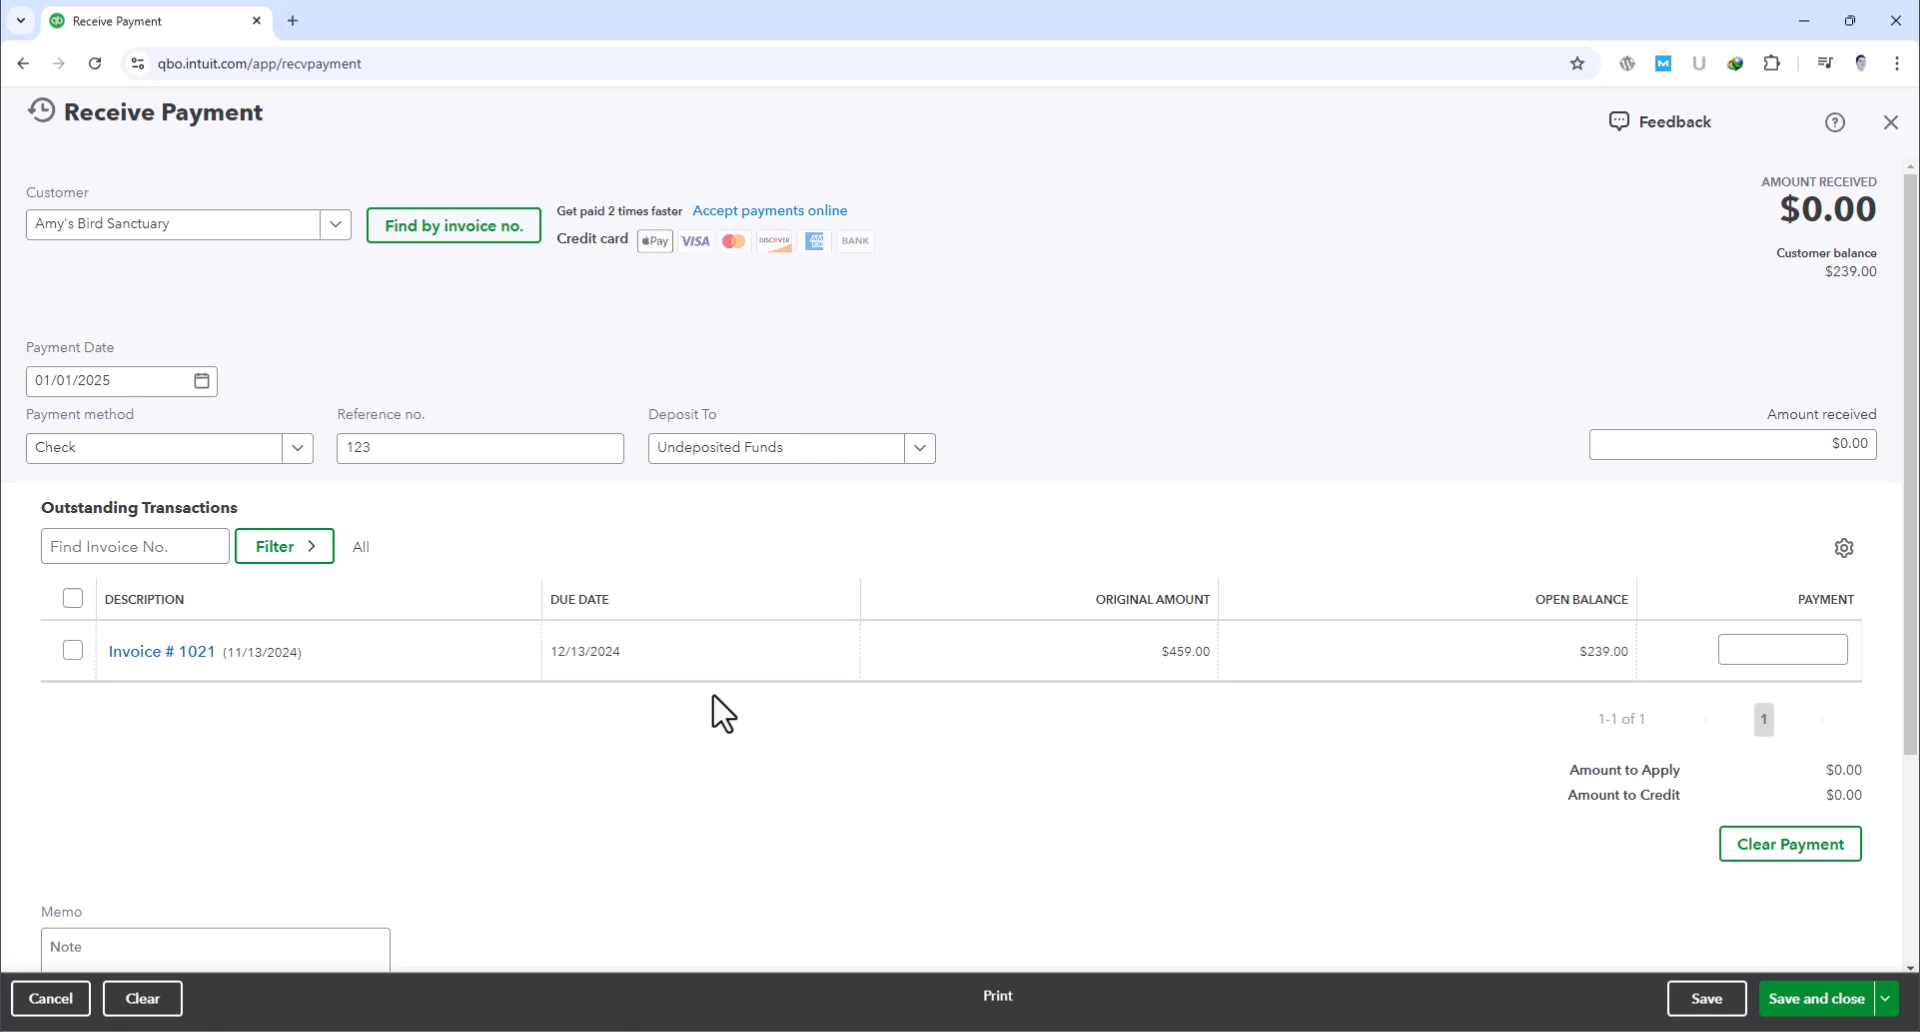 Receive Payment
qbo.intuit.com/app/recvpayment
Receive Payment
Feedback
Customer
Amy's Bird Sanctuary
Find by invoice no.
Get paid 2 times faster Accept payments online
Credit card Pay VISA DISCOVER AM EX BANK
AMOUNT RECEIVED
$0.00
Customer balance
$239.00
Payment Date
01/01/2025
Payment method Reference no. Deposit To Amount received
Check 123 Undeposited Funds $0.00
Outstanding Transactions
Find Invoice No. Filter All
DESCRIPTION DUE DATE ORIGINAL AMOUNT OPEN BALANCE PAYMENT
Invoice # 1021 (11/13/2024) 12/13/2024 $459.00 $239.00
1-1 of 1 1
Amount to Apply $0.00
Amount to Credit $0.00
Clear Payment
Memo
Note
Cancel Clear Print Save Save and close